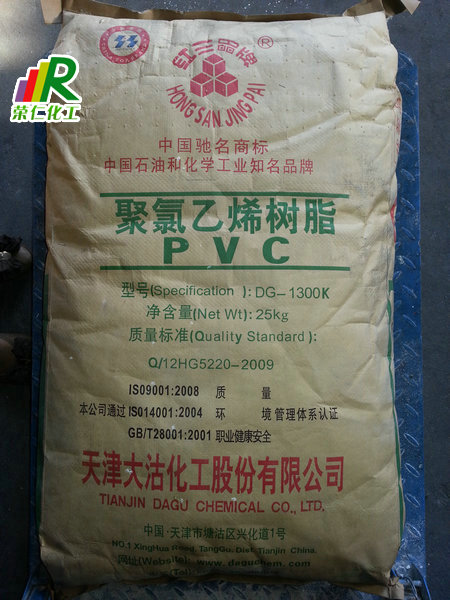 R
荣仁化工
红三晶牌®
HONG SAN JING PAI
中国驰名商标
中国石油和化学工业知名品牌
聚氯乙烯树脂
PVC
型号(Specification ): DG-1300K
净含量(Net Wt): 25kg
质量标准(Quality Standard ):
Q/12HG5220-2009
ISO9001:2008 质 量
本公司通过 ISO14001:2004 环 境 管理体系认证
GB/T28001:2001 职业健康安全
天津大沽化工股份有限公司
TIANJIN DAGU CHEMICAL CO., LTD.
中国·天津市塘沽区兴化道1号
NO.1 XingHua Road, TangGu, Dist Tianjin China.
网址(Website): www.daguchem.com